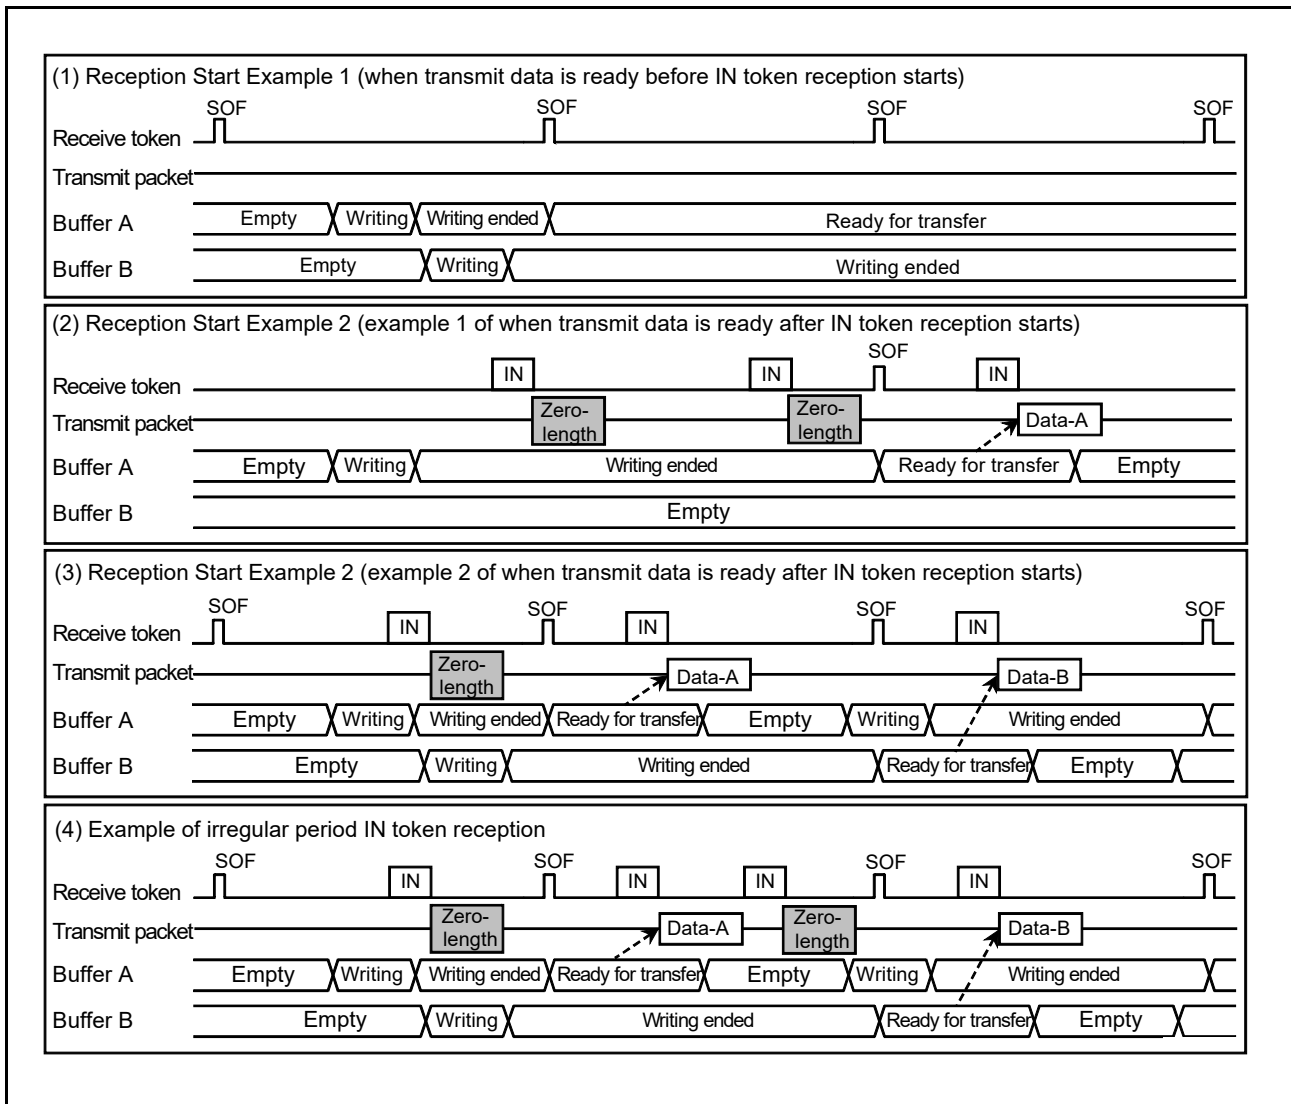 (1) Reception Start Example 1 (when transmit data is ready before IN token reception starts)
SOF SOF SOF SOF
Receive token
Transmit packet
Buffer A Empty Writing Writing ended Ready for transfer
Buffer B Empty Writing Writing ended
(2) Reception Start Example 2 (example 1 of when transmit data is ready after IN token reception starts)
SOF
Receive token IN IN IN
Transmit packet Zero-length Zero-length Data-A
Buffer A Empty Writing Writing ended Ready for transfer Empty
Buffer B Empty
(3) Reception Start Example 2 (example 2 of when transmit data is ready after IN token reception starts)
SOF SOF SOF SOF
Receive token IN IN IN
Transmit packet Zero-length Data-A Data-B
Buffer A Empty Writing Writing ended Ready for transfer Empty Writing Writing ended
Buffer B Empty Writing Writing ended Ready for transfer Empty
(4) Example of irregular period IN token reception
SOF SOF SOF SOF
Receive token IN IN IN IN
Transmit packet Zero-length Data-A Zero-length Data-B
Buffer A Empty Writing Writing ended Ready for transfer Empty Writing Writing ended
Buffer B Empty Writing Writing ended Ready for transfer Empty